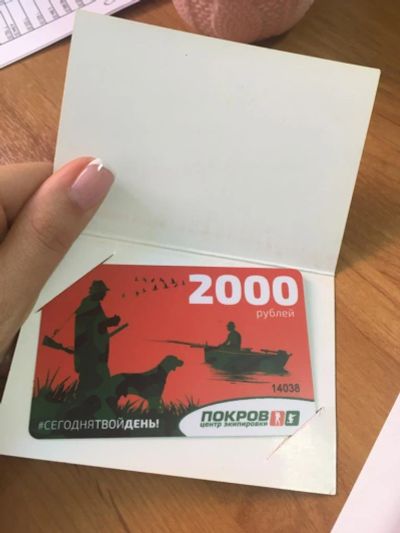 2000
рублей
14038
#СЕГОДНЯТВОЙДЕНЬ!
ПОКРОВ
центр экипировки